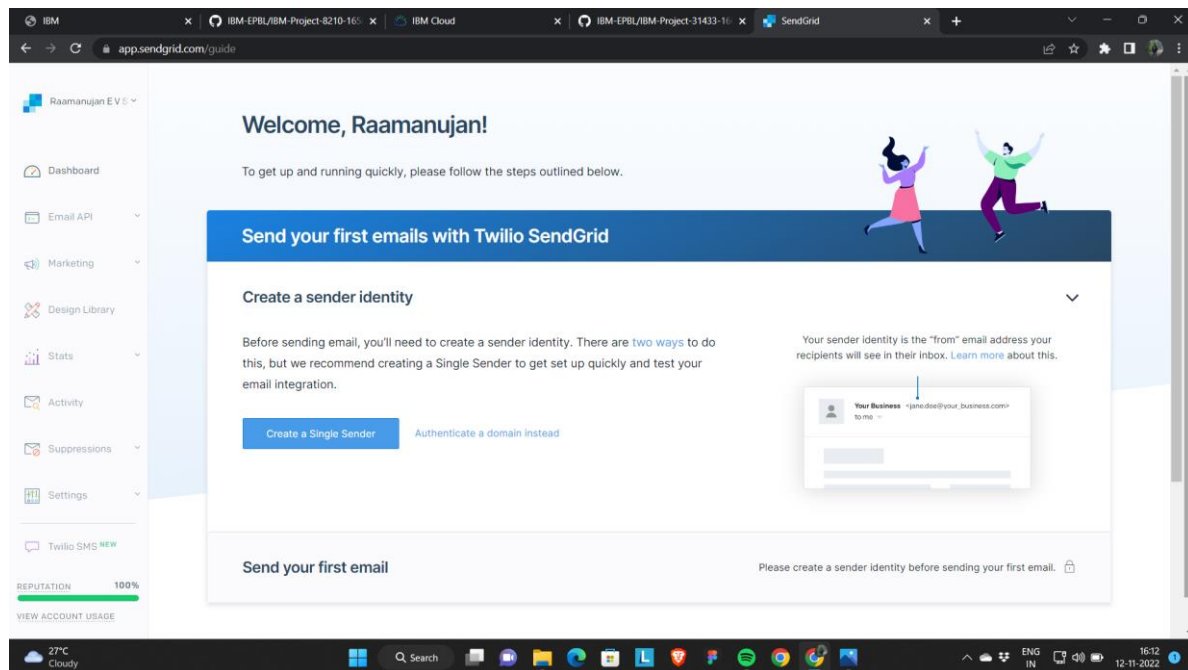 IBM
IBM-EPBL/IBM-Project-8210-165
IBM Cloud
IBM-EPBL/IBM-Project-31433-16
SendGrid
app.sendgrid.com/guide
Raamanujan E V S
Welcome, Raamanujan!
To get up and running quickly, please follow the steps outlined below.
Dashboard
Email API
Marketing
Design Library
Stats
Activity
Suppressions
Settings
Twilio SMS NEW
REPUTATION 100%
VIEW ACCOUNT USAGE
Send your first emails with Twilio SendGrid
Create a sender identity
Before sending email, you'll need to create a sender identity. There are two ways to do
this, but we recommend creating a Single Sender to get set up quickly and test your
email integration.
Create a Single Sender
Authenticate a domain instead
Your sender identity is the "from" email address your
recipients will see in their inbox. Learn more about this.
Your Business <jane.doe@your_business.com>
to me
Send your first email
Please create a sender identity before sending your first email.
27°C
Cloudy
Search
ENG
IN
16:12
12-11-2022
1